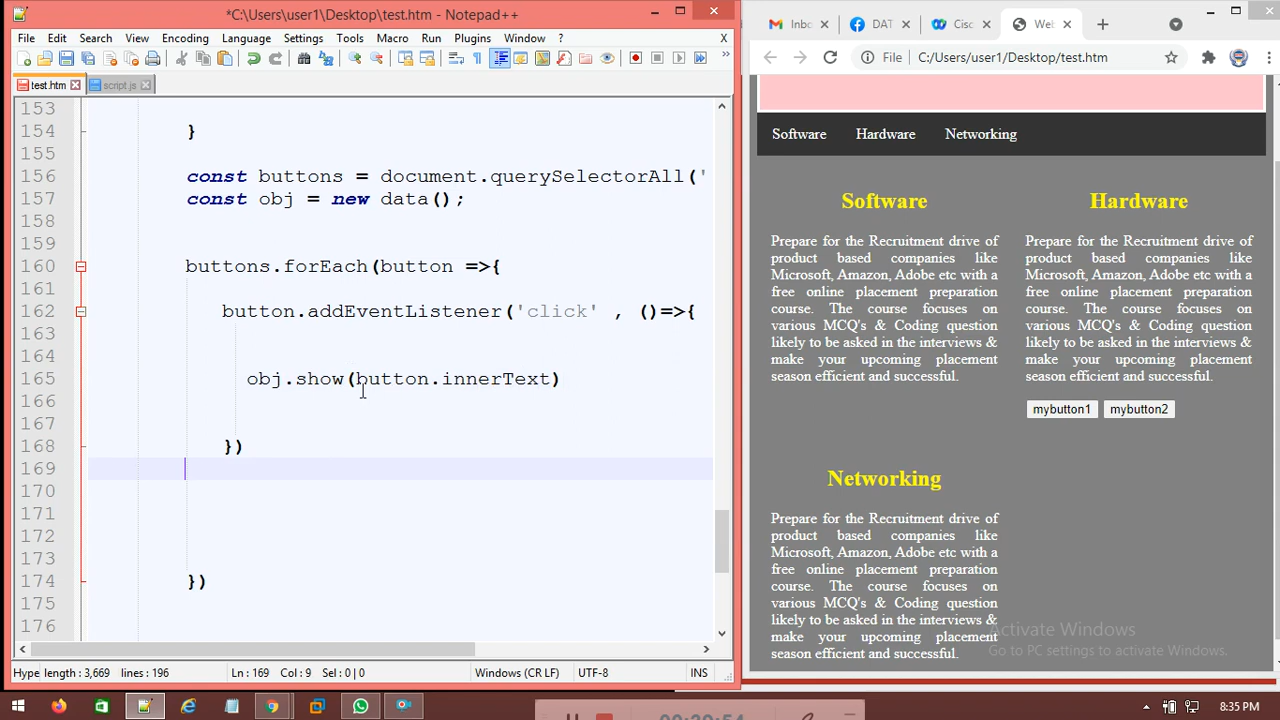 *C:\Users\user1\Desktop\test.htm - Notepad++
File Edit Search View Encoding Language Settings Tools Macro Run Plugins Window ? X
test.htm script.js
153
154 }
155
156 const buttons = document.querySelectorAll('
157 const obj = new data();
158
159
160 buttons.forEach(button =>{
161
162 button.addEventListener('click' , ()=>{
163
164
165 obj.show(button.innerText)
166
167
168 })
169
170
171
172
173
174 })
175
176
Hype length : 3,669 lines : 196 Ln : 169 Col : 9 Sel : 0 | 0 Windows (CR LF) UTF-8 INS
Inbo DAT Cisc Web
File C:/Users/user1/Desktop/test.htm
Software Hardware Networking
Software
Prepare for the Recruitment drive of
product based companies like
Microsoft, Amazon, Adobe etc with a
free online placement preparation
course. The course focuses on
various MCQ's & Coding question
likely to be asked in the interviews &
make your upcoming placement
season efficient and successful.
Hardware
Prepare for the Recruitment drive of
product based companies like
Microsoft, Amazon, Adobe etc with a
free online placement preparation
course. The course focuses on
various MCQ's & Coding question
likely to be asked in the interviews &
make your upcoming placement
season efficient and successful.
mybutton1 mybutton2
Networking
Prepare for the Recruitment drive of
product based companies like
Microsoft, Amazon, Adobe etc with a
free online placement preparation
course. The course focuses on
various MCQ's & Coding question
likely to be asked in the interviews &
make your upcoming placement
season efficient and successful.
Activate Windows
Go to PC settings to activate Windows.
8:35 PM